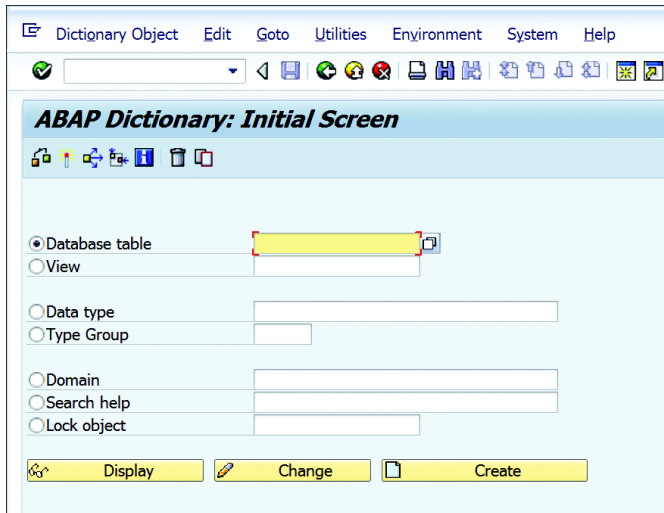 Dictionary Object Edit Goto Utilities Environment System Help
ABAP Dictionary: Initial Screen
Database table
View
Data type
Type Group
Domain
Search help
Lock object
Display Change Create